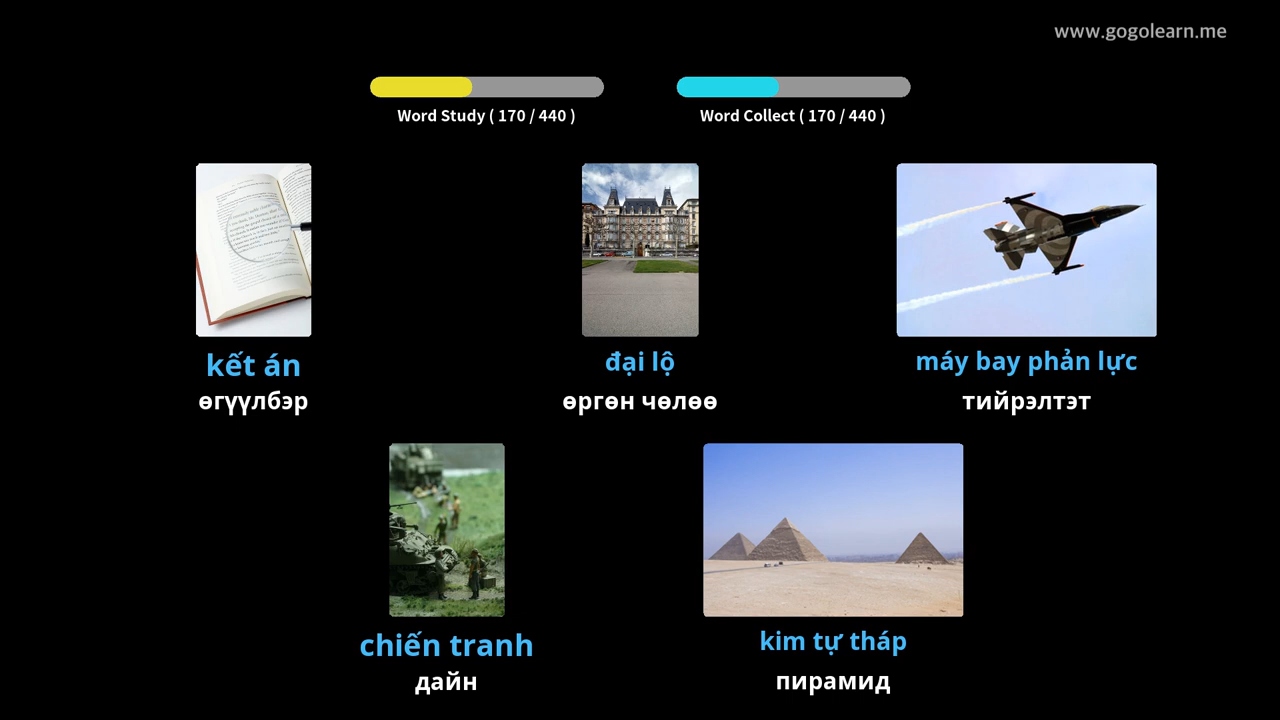 www.gogolearn.me
Word Study ( 170 / 440 )
Word Collect ( 170 / 440 )
kết án
өгүүлбэр
đại lộ
өргөн чөлөө
máy bay phản lực
тийрэлтэт
chiến tranh
дайн
kim tự tháp
пирамид